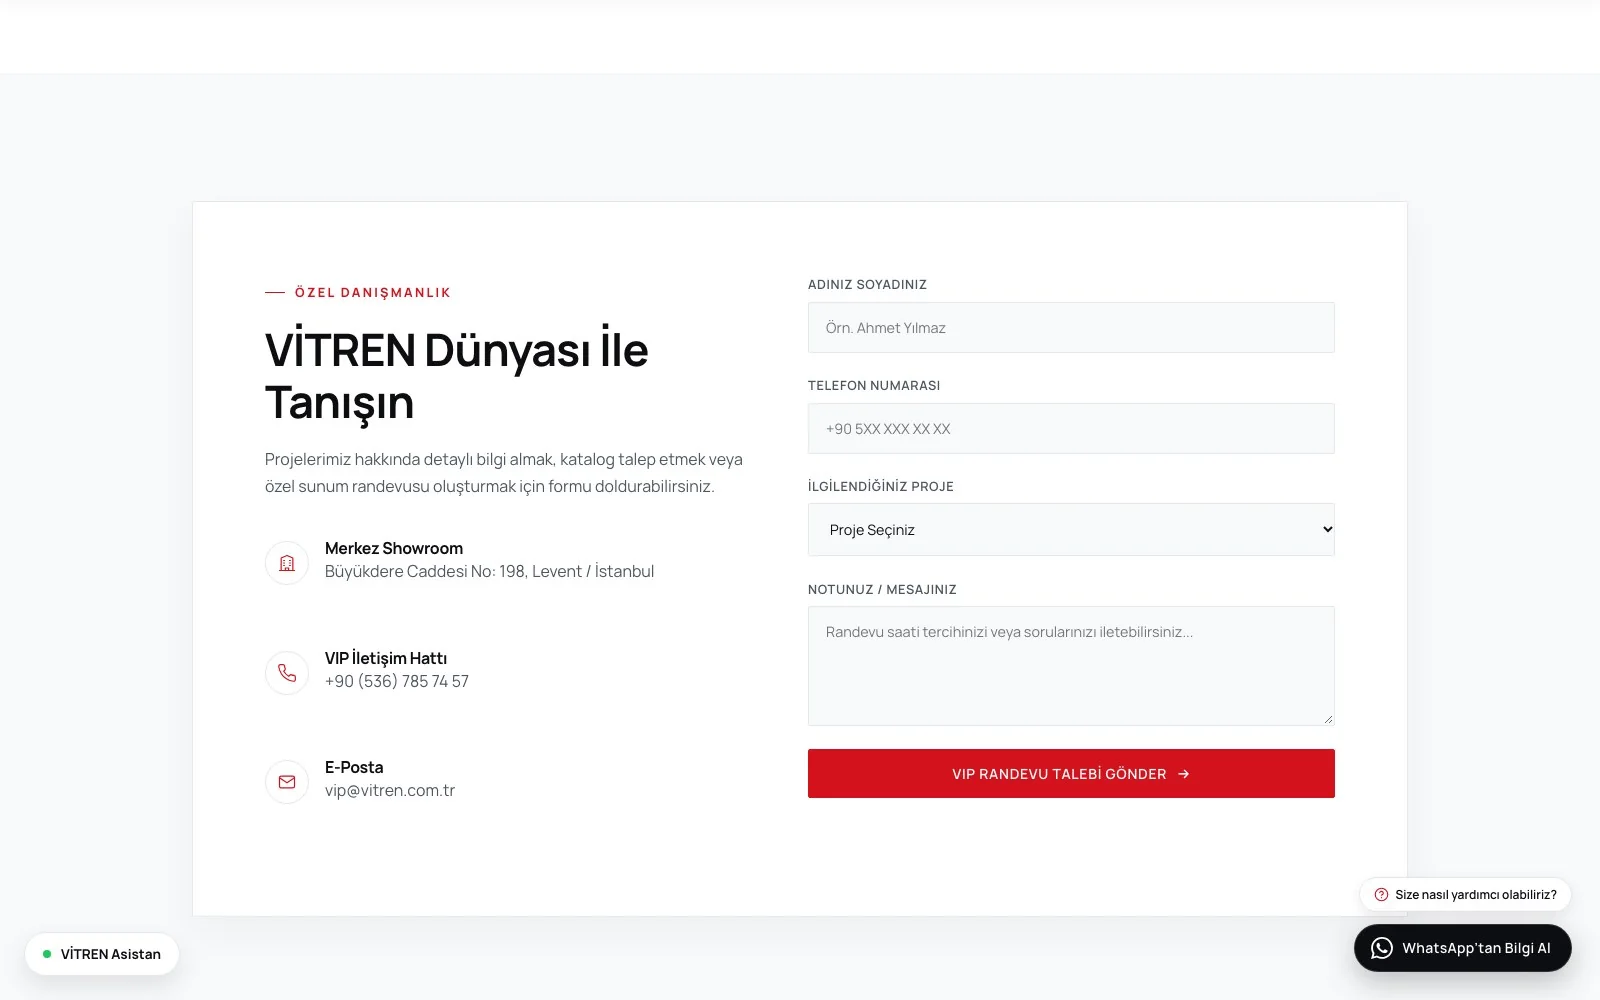 ÖZEL DANIŞMANLIK
VİTREN Dünyası İle
Tanışın
Projelerimiz hakkında detaylı bilgi almak, katalog talep etmek veya
özel sunum randevusu oluşturmak için formu doldurabilirsiniz.
Merkez Showroom
Büyükdere Caddesi No: 198, Levent / İstanbul
VIP İletişim Hattı
+90 (536) 785 74 57
E-Posta
vip@vitren.com.tr
ADINIZ SOYADINIZ
Örn. Ahmet Yılmaz
TELEFON NUMARASI
+90 5XX XXX XX XX
İLGİLENDİĞİNİZ PROJE
Proje Seçiniz
NOTUNUZ / MESAJINIZ
Randevu saati tercihinizi veya sorularınızı iletebilirsiniz...
VIP RANDEVU TALEBİ GÖNDER →
Size nasıl yardımcı olabiliriz?
WhatsApp'tan Bilgi Al
VİTREN Asistan